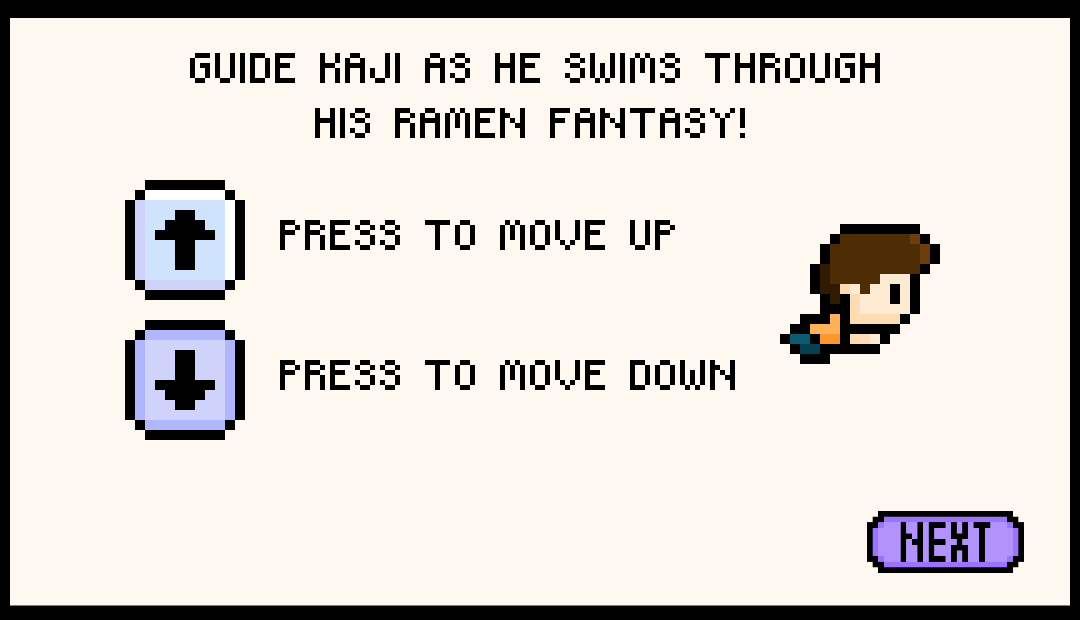 GUIDE KAJI AS HE SWIMS THROUGH
HIS RAMEN FANTASY!
PRESS TO MOVE UP
PRESS TO MOVE DOWN
NEXT